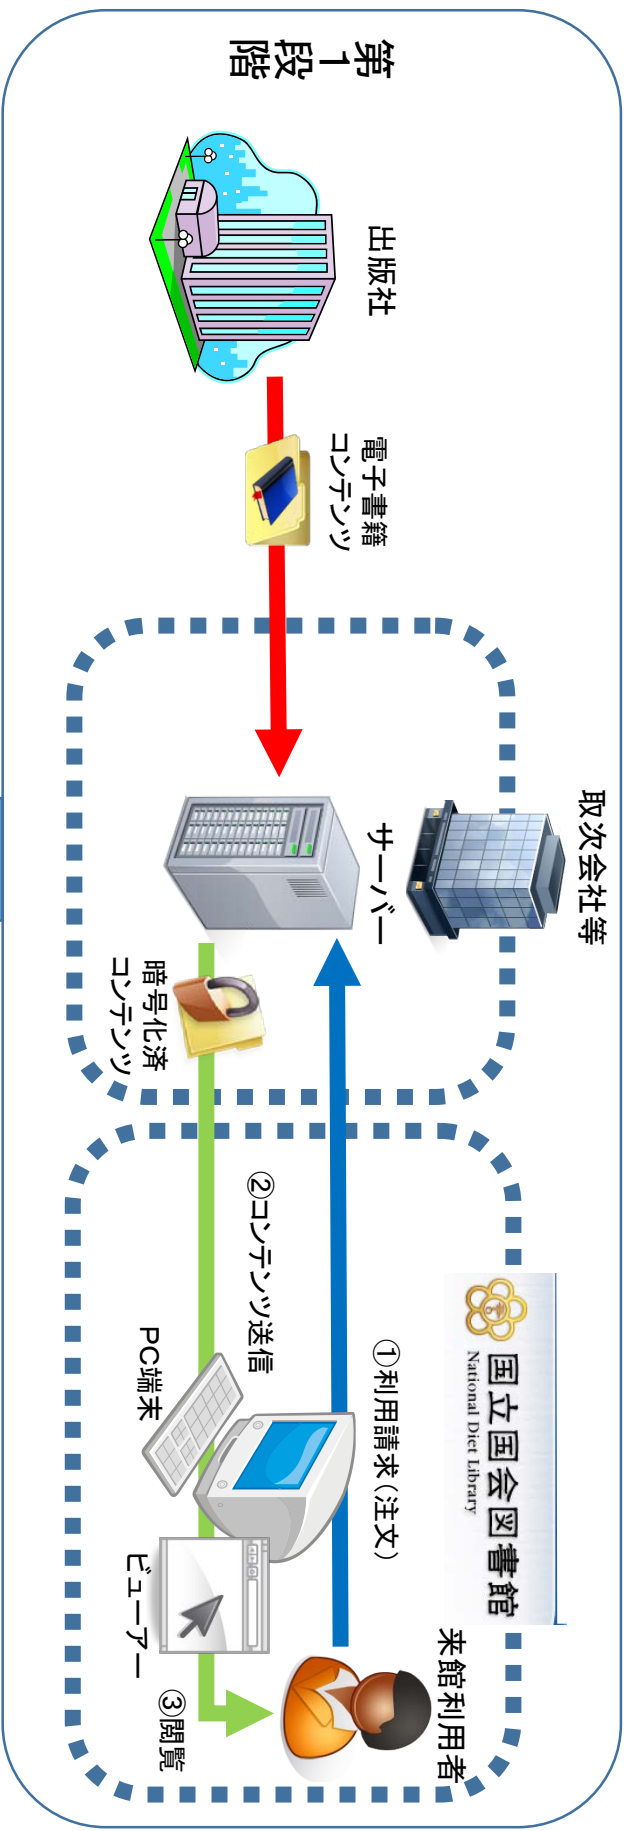 第1
段
階
出版社
電子書籍
コンテンツ
取次会社等
サーバー
暗号化済
コンテンツ
国立国会図書館
National Diet Library
①利用請求(注文)
②コンテンツ送信
PC端末
ビューアー
来館利用者
③閲覧